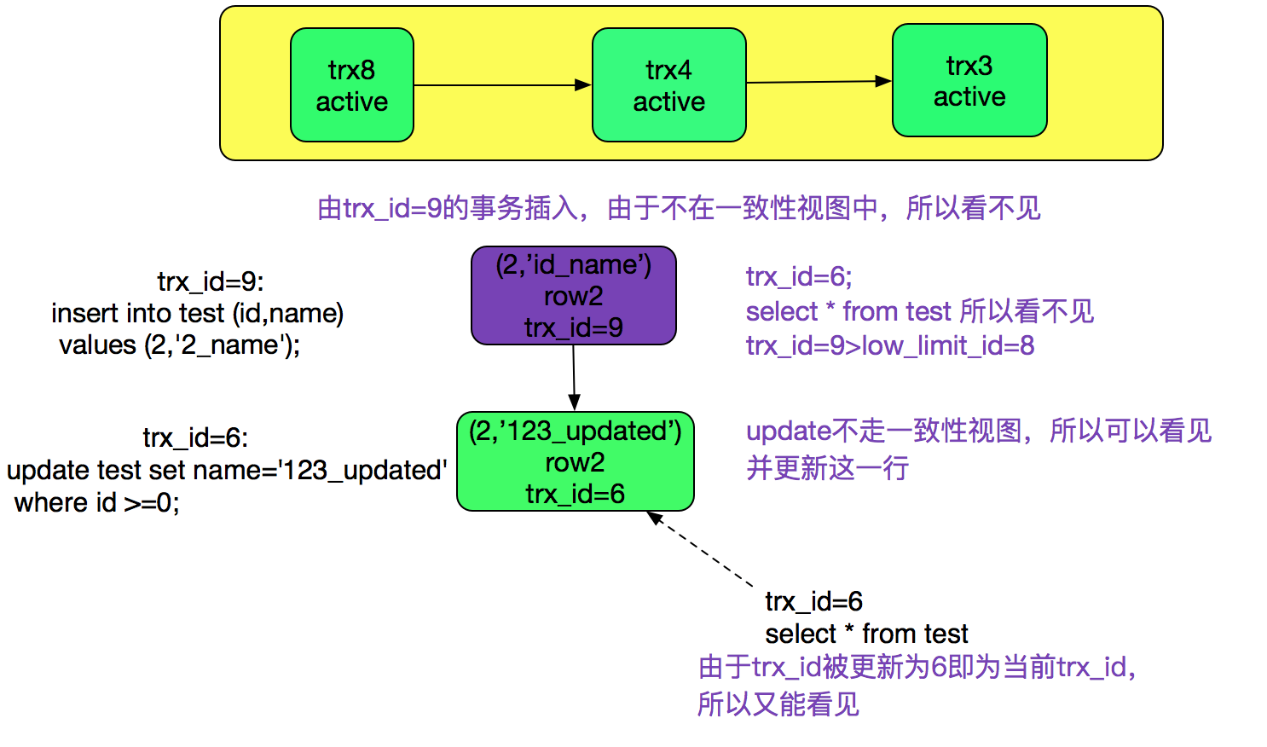 trx8
active
trx4
active
trx3
active
由trx_id=9的事务插入，由于不在一致性视图中，所以看不见
trx_id=9:
insert into test (id,name)
values (2,'2_name');
(2,’id_name’)
row2
trx_id=9
trx_id=6;
select * from test 所以看不见
trx_id=9>low_limit_id=8
trx_id=6:
update test set name='123_updated'
where id >=0;
(2,’123_updated’)
row2
trx_id=6
update不走一致性视图，所以可以看见
并更新这一行
trx_id=6
select * from test
由于trx_id被更新为6即为当前trx_id，
所以又能看见